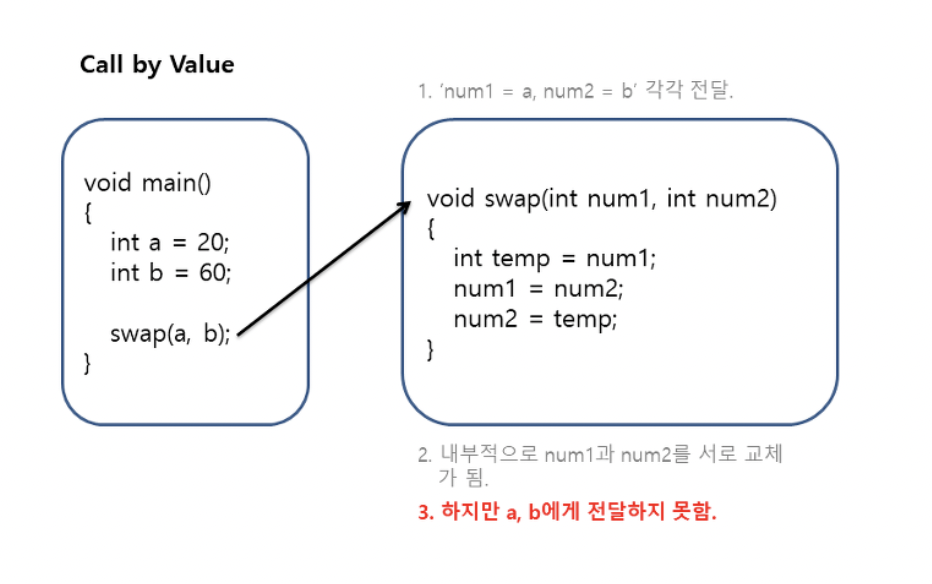 Call by Value
1. ‘num1 = a, num2 = b’ 각각 전달.
void main()
{
int a = 20;
int b = 60;
swap(a, b);
}
void swap(int num1, int num2)
{
int temp = num1;
num1 = num2;
num2 = temp;
}
2. 내부적으로 num1과 num2를 서로 교체
가 됨.
3. 하지만 a, b에게 전달하지 못함.